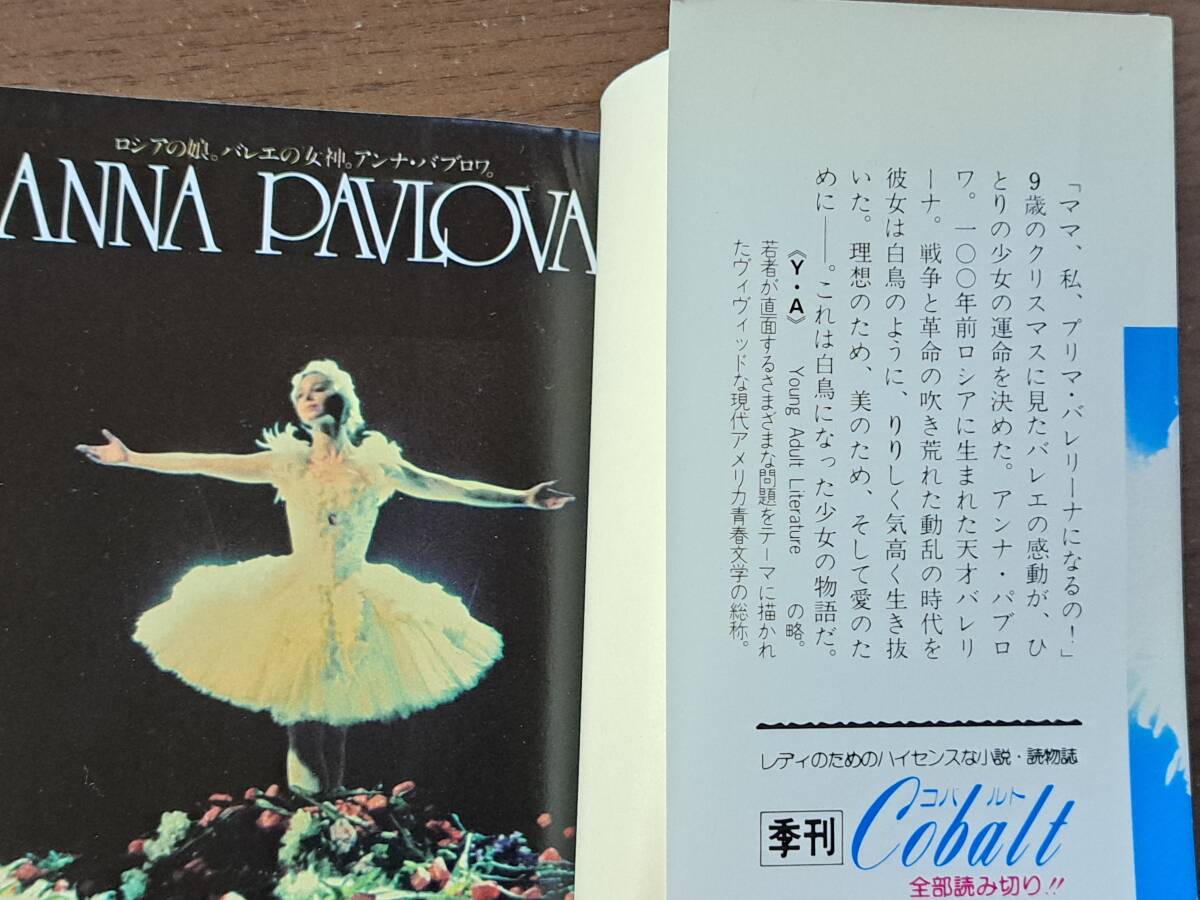 ロシアの娘。バレエの女神。アンナ・パブロワ。
ANNA PAVLOVA
「ママ、私、プリマ・バレリーナになるの！」
9歳のクリスマスに見たバレエの感動が、ひ
とりの少女の運命を決めた。アンナ・パブロ
ワ。一〇〇年前ロシアに生まれた天才バレリ
ーナ。戦争と革命の吹き荒れた動乱の時代を
彼女は白鳥のように、りりしく気高く生き抜
いた。理想のため、美のため、そして愛のた
めに――。これは白鳥になった少女の物語だ。
《Y・A》 Young Adult Literature の略。
若者が直面するさまざまな問題をテーマに描かれ
たヴィヴィッドな現代アメリカ青春文学の総称。
レディのためのハイセンスな小説・読物誌
季刊
コバルト
Cobalt
全部読み切り!!